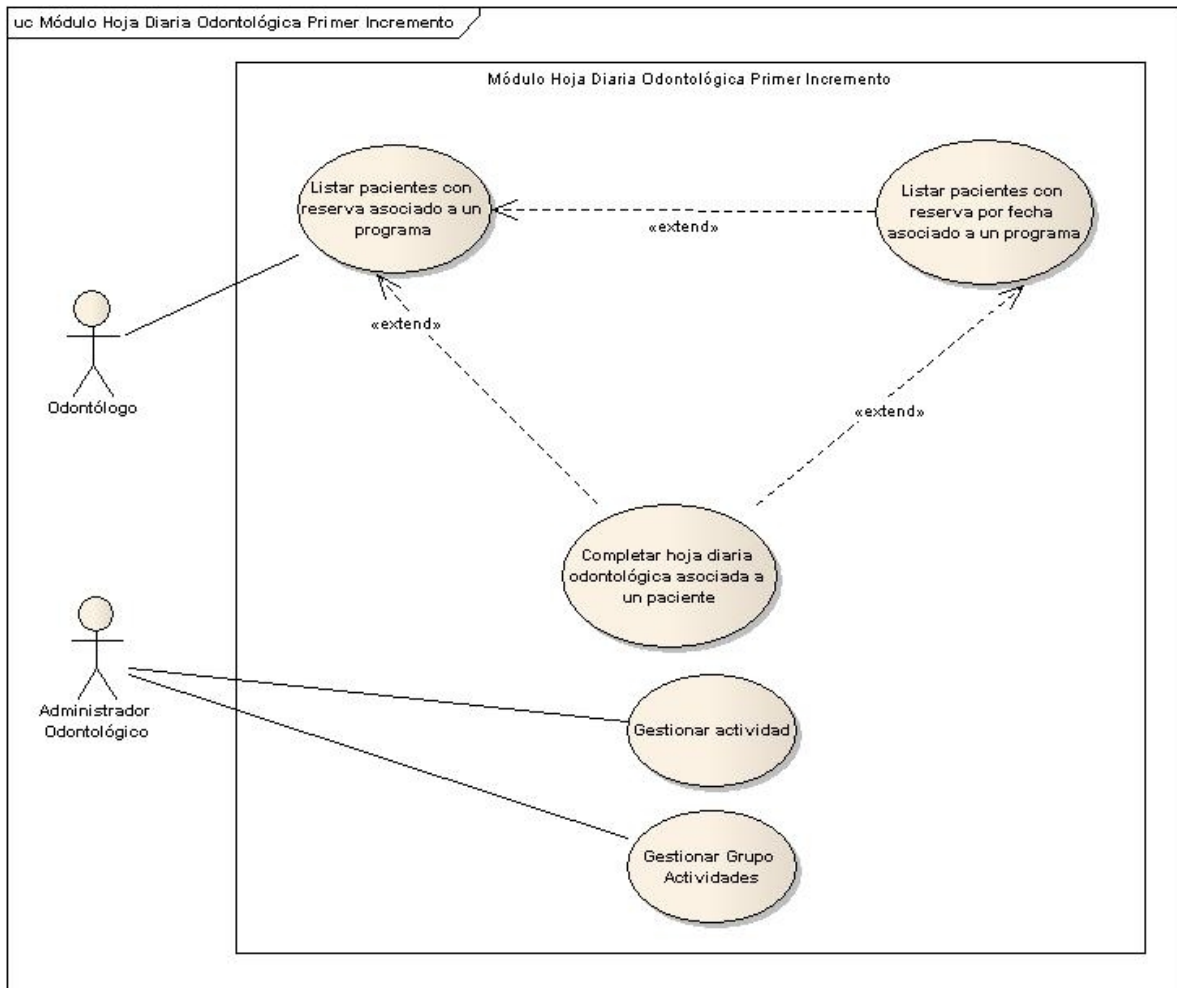 uc Módulo Hoja Diaria Odontológica Primer Incremento
Módulo Hoja Diaria Odontológica Primer Incremento
Listar pacientes con
reserva asociado a un
programa
Listar pacientes con
reserva por fecha
asociado a un programa
«extend»
«extend»
«extend»
Odontólogo
Completar hoja diaria
odontológica asociada a
un paciente
Administrador
Odontológico
Gestionar actividad
Gestionar Grupo
Actividades